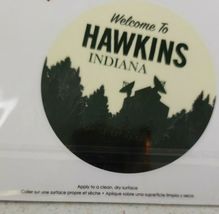 Welcome To
HAWKINS
INDIANA
Apply to a clean, dry surface
Coller sur une surface propre et sèche • Aplique sobre una superficie limpia y seca